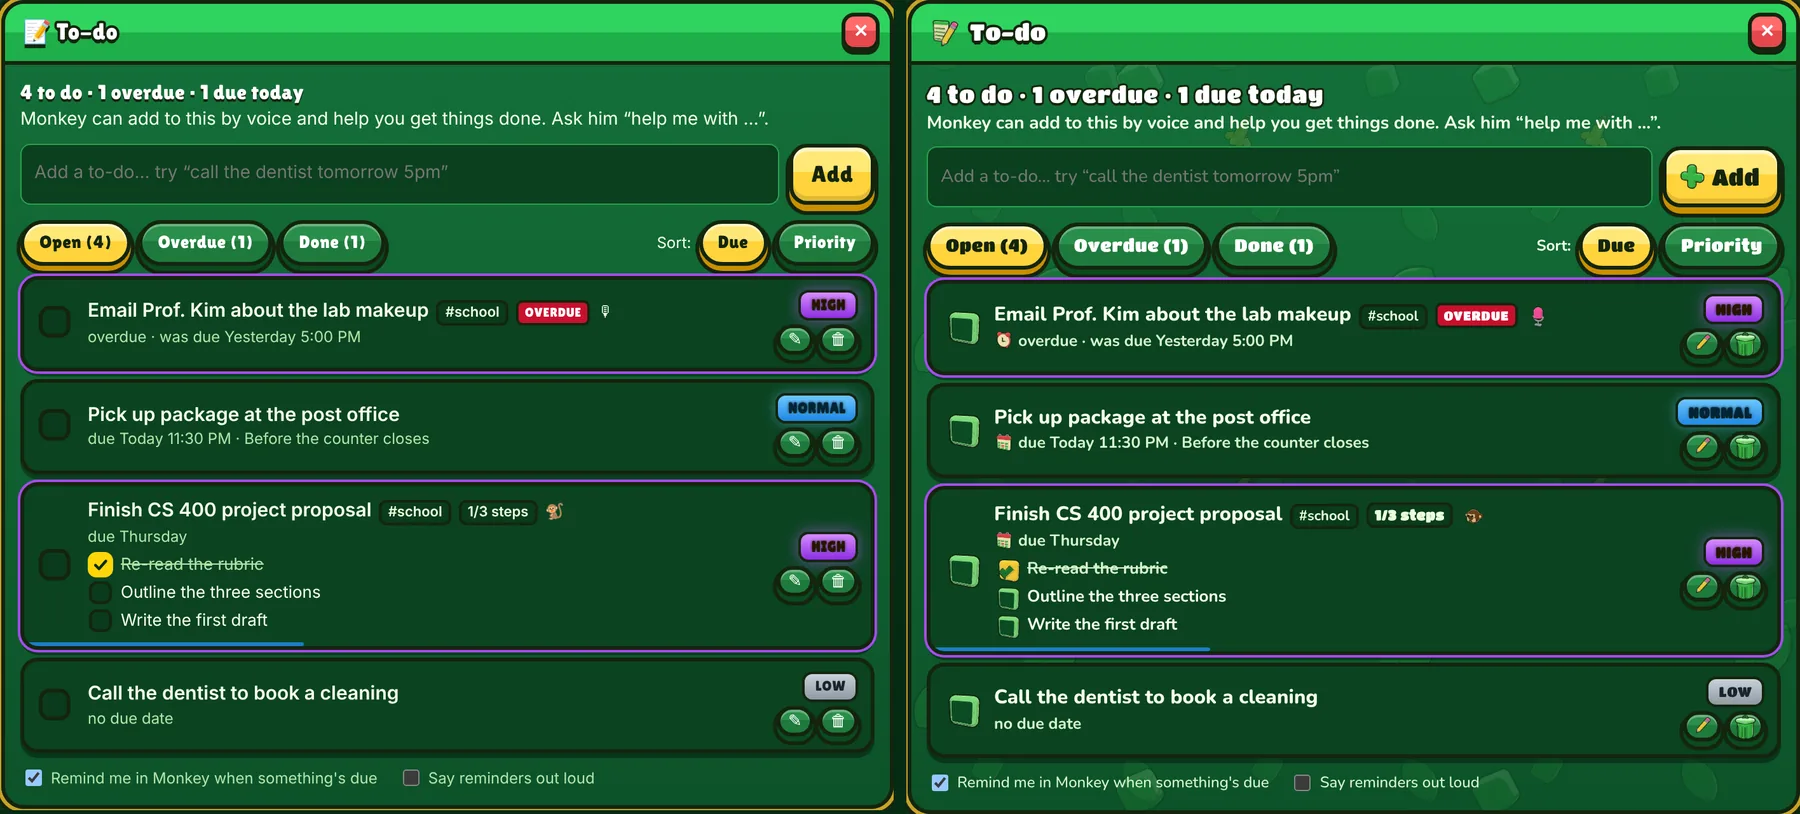 To-do
4 to do · 1 overdue · 1 due today
Monkey can add to this by voice and help you get things done. Ask him “help me with ...”.
Add a to-do... try “call the dentist tomorrow 5pm”
Add
Open (4)
Overdue (1)
Done (1)
Sort:
Due
Priority
Email Prof. Kim about the lab makeup
#school
OVERDUE
HIGH
overdue · was due Yesterday 5:00 PM
Pick up package at the post office
NORMAL
due Today 11:30 PM · Before the counter closes
Finish CS 400 project proposal
#school
1/3 steps
due Thursday
HIGH
Re-read the rubric
Outline the three sections
Write the first draft
Call the dentist to book a cleaning
LOW
no due date
Remind me in Monkey when something's due
Say reminders out loud
To-do
4 to do · 1 overdue · 1 due today
Monkey can add to this by voice and help you get things done. Ask him “help me with ...”.
Add a to-do... try “call the dentist tomorrow 5pm”
Add
Open (4)
Overdue (1)
Done (1)
Sort:
Due
Priority
Email Prof. Kim about the lab makeup
#school
OVERDUE
HIGH
overdue · was due Yesterday 5:00 PM
Pick up package at the post office
NORMAL
due Today 11:30 PM · Before the counter closes
Finish CS 400 project proposal
#school
1/3 steps
due Thursday
HIGH
Re-read the rubric
Outline the three sections
Write the first draft
Call the dentist to book a cleaning
LOW
no due date
Remind me in Monkey when something's due
Say reminders out loud